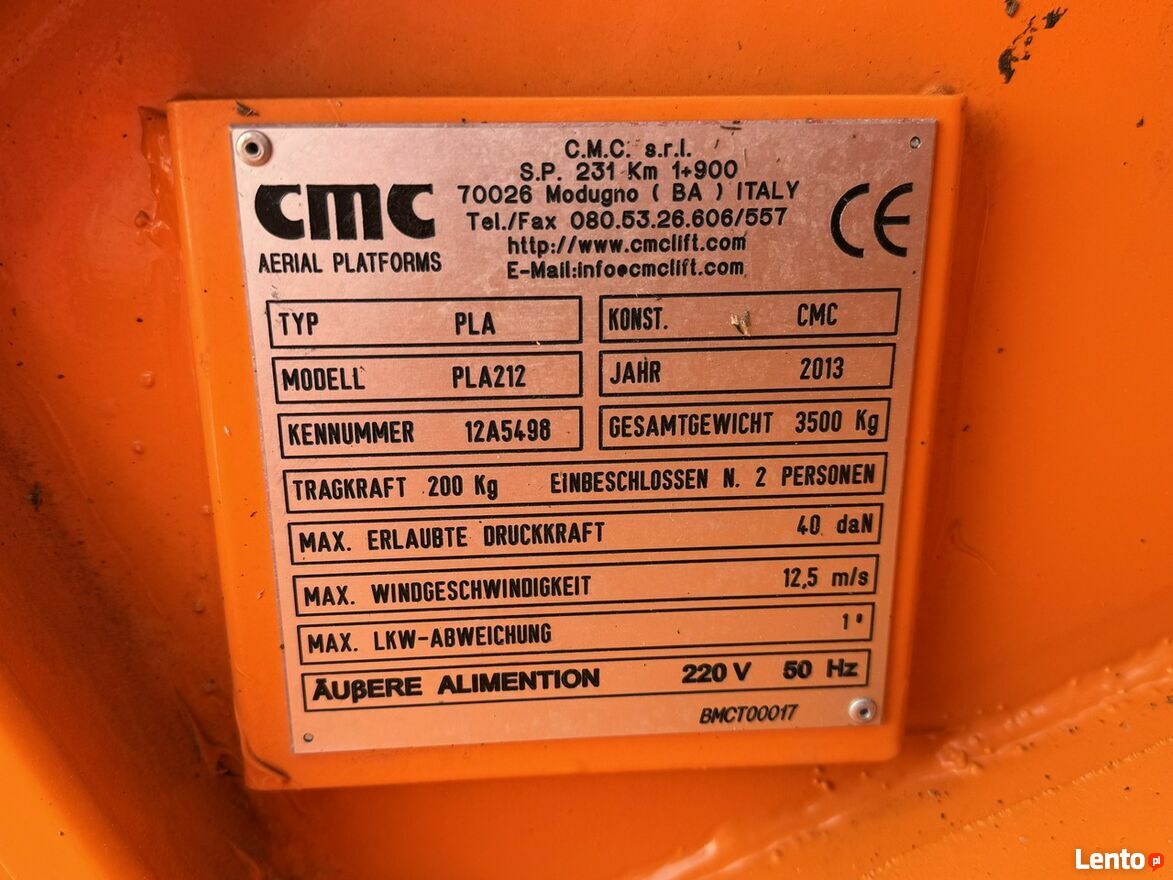 C.M.C. s.r.l.
S.P. 231 Km 1+900
70026 Modugno ( BA ) ITALY
Tel./Fax 080.53.26.606/557
http://www.cmclift.com
E-Mail:info@cmclift.com
cmc
AERIAL PLATFORMS
CE
TYP PLA
KONST. CMC
MODELL PLA212
JAHR 2013
KENNUMMER 12A5498
GESAMTGEWICHT 3500 Kg
TRAGKRAFT 200 Kg EINBESCHLOSSEN N. 2 PERSONEN
MAX. ERLAUBTE DRUCKKRAFT 40 daN
MAX. WINDGESCHWINDIGKEIT 12,5 m/s
MAX. LKW-ABWEICHUNG 1°
ÄUβERE ALIMENTION 220 V 50 Hz
BMCT00017
Lento.pl